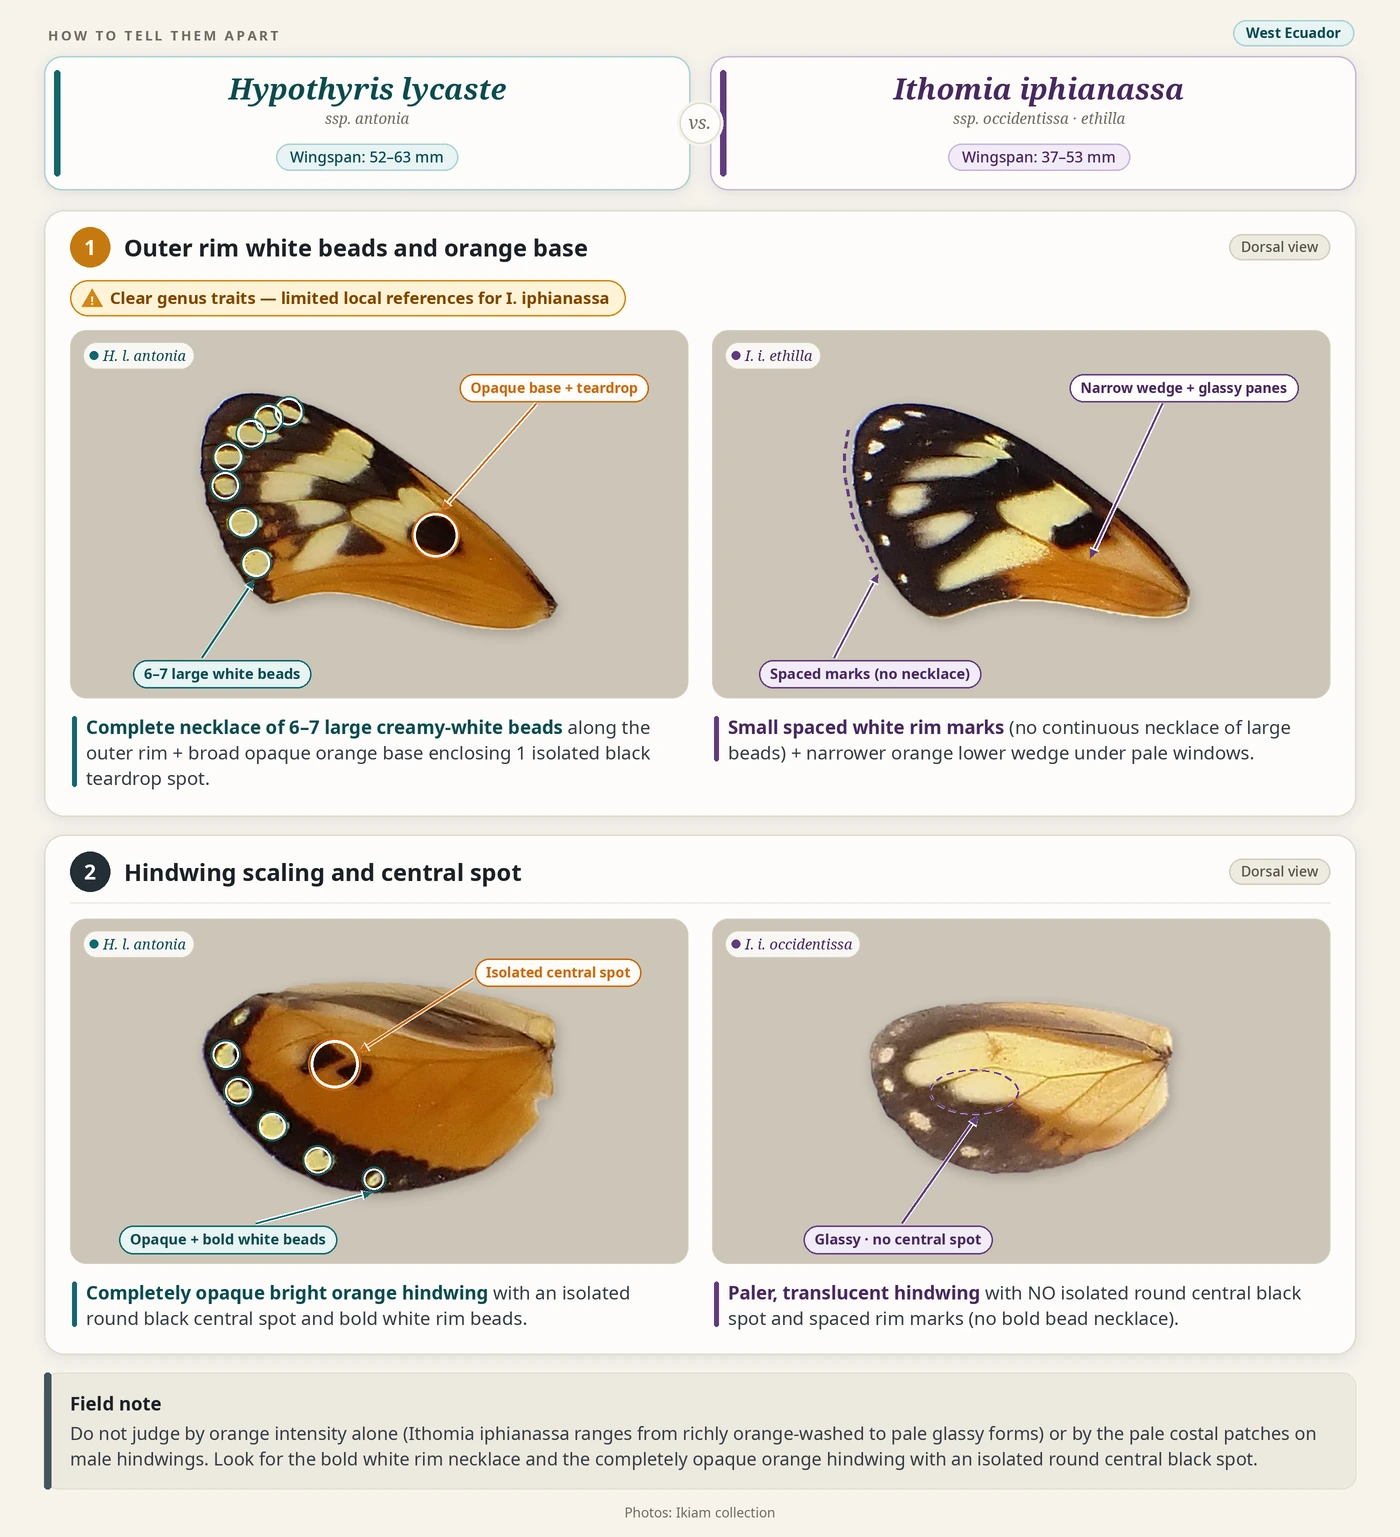 HOW TO TELL THEM APART
West Ecuador
Hypothyris lycaste
ssp. antonia
Wingspan: 52–63 mm
vs.
Ithomia iphianassa
ssp. occidentissa · ethilla
Wingspan: 37–53 mm
1
Outer rim white beads and orange base
Dorsal view
Clear genus traits — limited local references for I. iphianassa
H. l. antonia
Opaque base + teardrop
6–7 large white beads
I. i. ethilla
Narrow wedge + glassy panes
Spaced marks (no necklace)
Complete necklace of 6–7 large creamy-white beads along the
outer rim + broad opaque orange base enclosing 1 isolated black
teardrop spot.
Small spaced white rim marks (no continuous necklace of large
beads) + narrower orange lower wedge under pale windows.
2
Hindwing scaling and central spot
Dorsal view
H. l. antonia
Isolated central spot
Opaque + bold white beads
I. i. occidentissa
Glassy · no central spot
Completely opaque bright orange hindwing with an isolated
round black central spot and bold white rim beads.
Paler, translucent hindwing with NO isolated round central black
spot and spaced rim marks (no bold bead necklace).
Field note
Do not judge by orange intensity alone (Ithomia iphianassa ranges from richly orange-washed to pale glassy forms) or by the pale costal patches on
male hindwings. Look for the bold white rim necklace and the completely opaque orange hindwing with an isolated round central black spot.
Photos: Ikiam collection